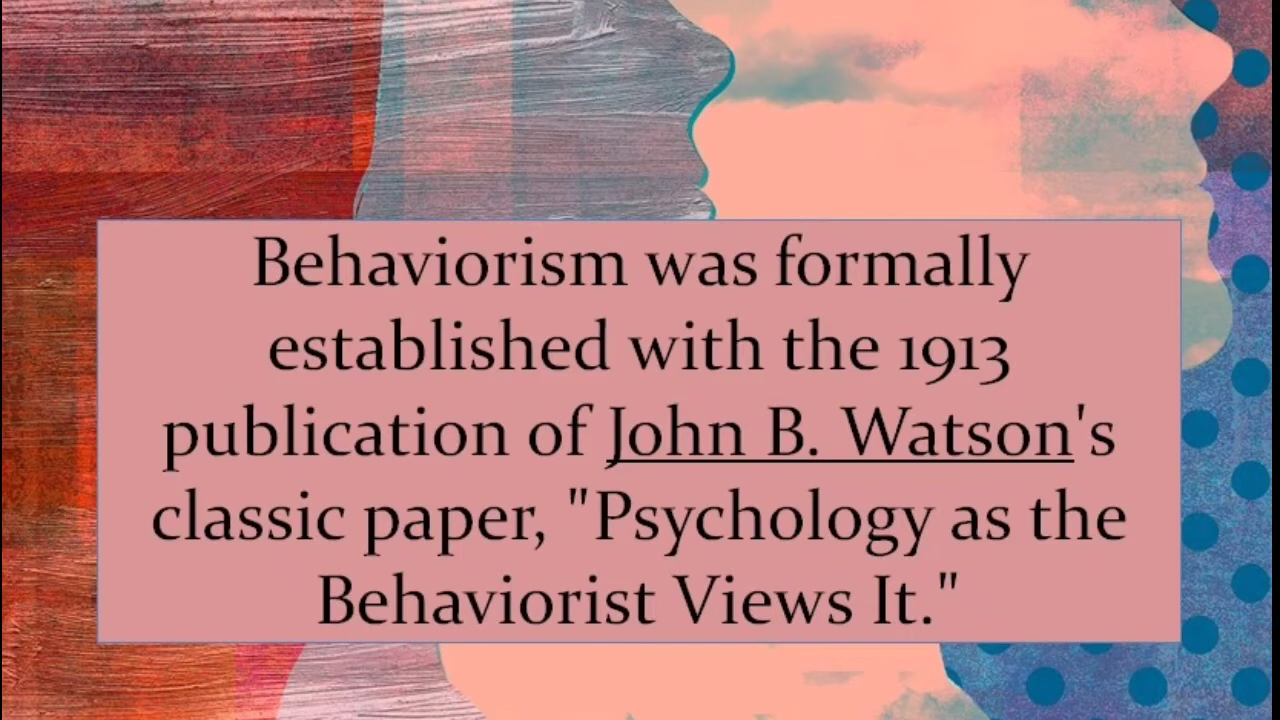 Behaviorism was formally
established with the 1913
publication of John B. Watson's
classic paper, "Psychology as the
Behaviorist Views It."